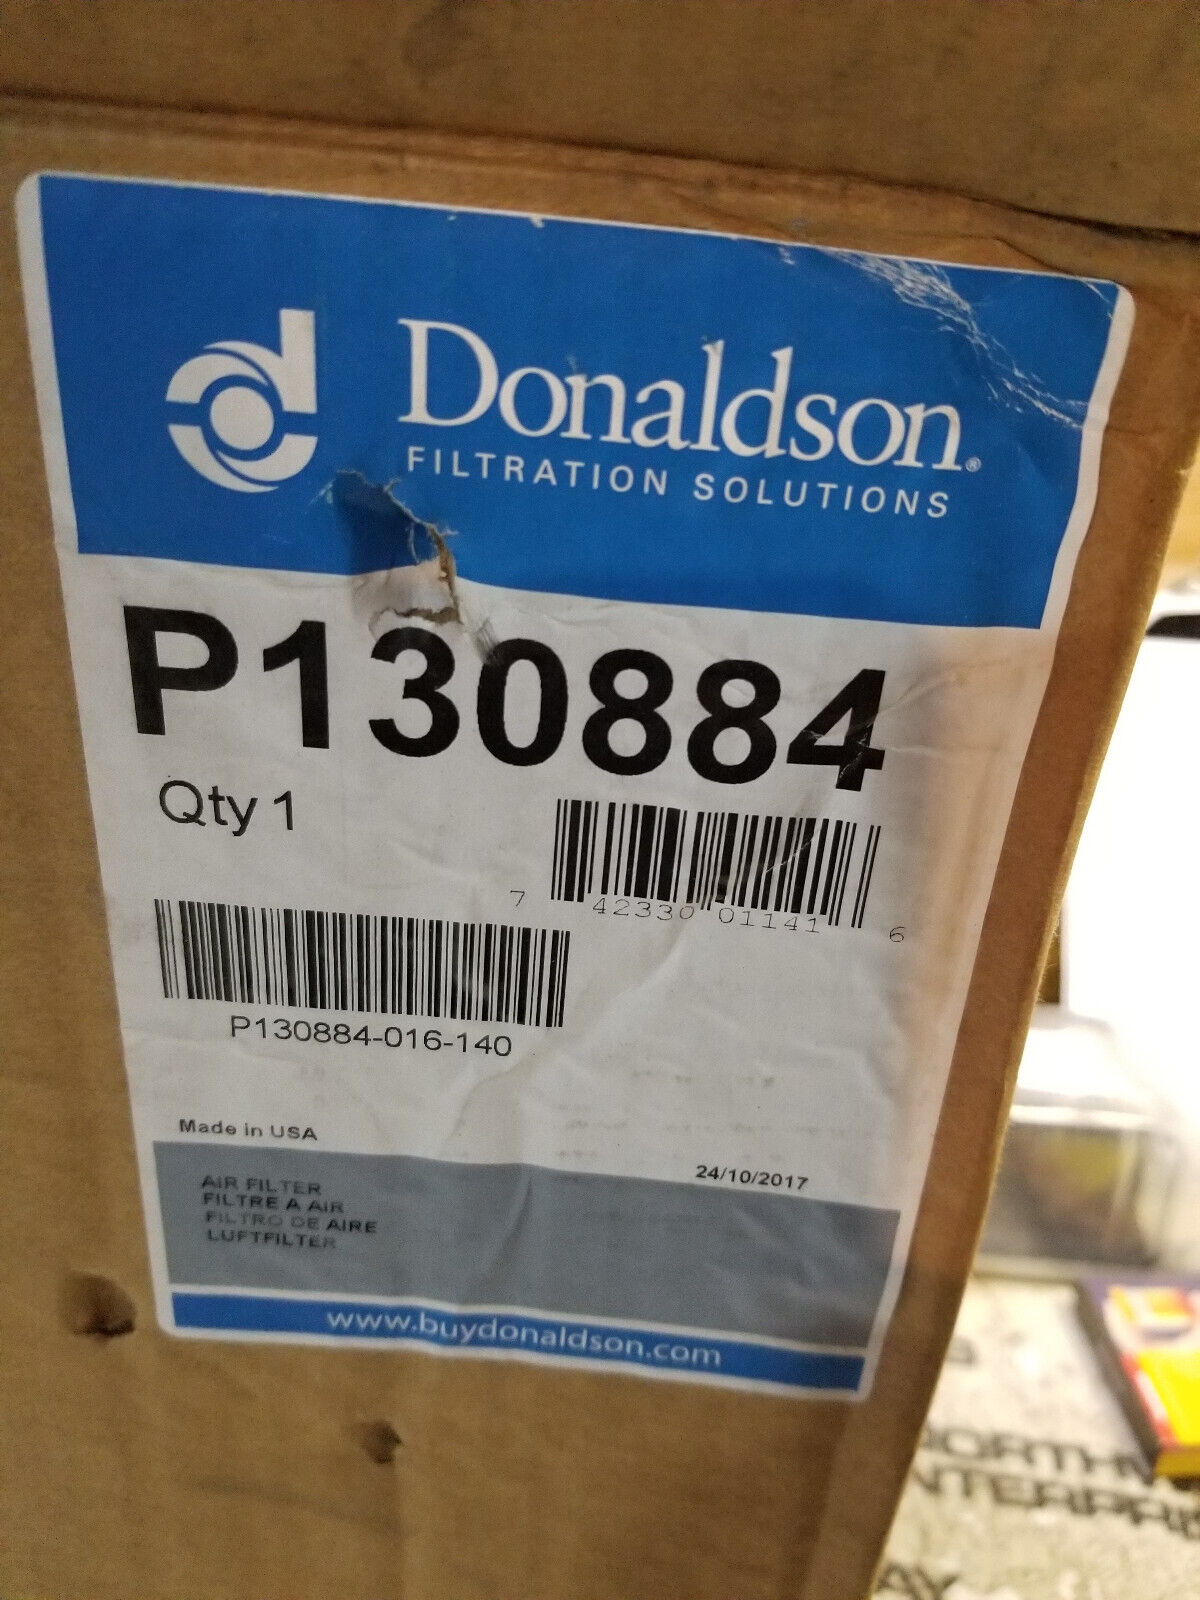 Donaldson®
FILTRATION SOLUTIONS
P130884
Qty 1
7 42330 01141 6
P130884-016-140
Made in USA
24/10/2017
AIR FILTER
FILTRE A AIR
FILTRO DE AIRE
LUFTFILTER
www.buydonaldson.com